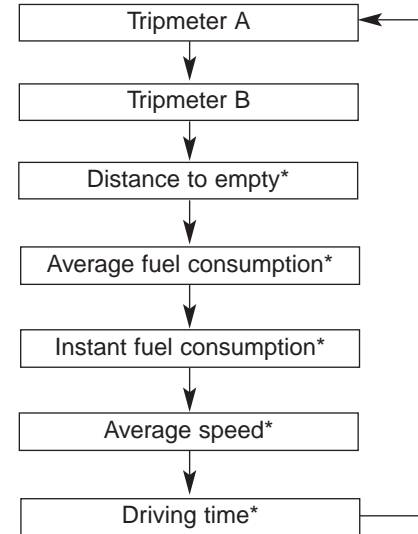 Tripmeter A
Tripmeter B
Distance to empty*
Average fuel consumption*
Instant fuel consumption*
Average speed*
Driving time*